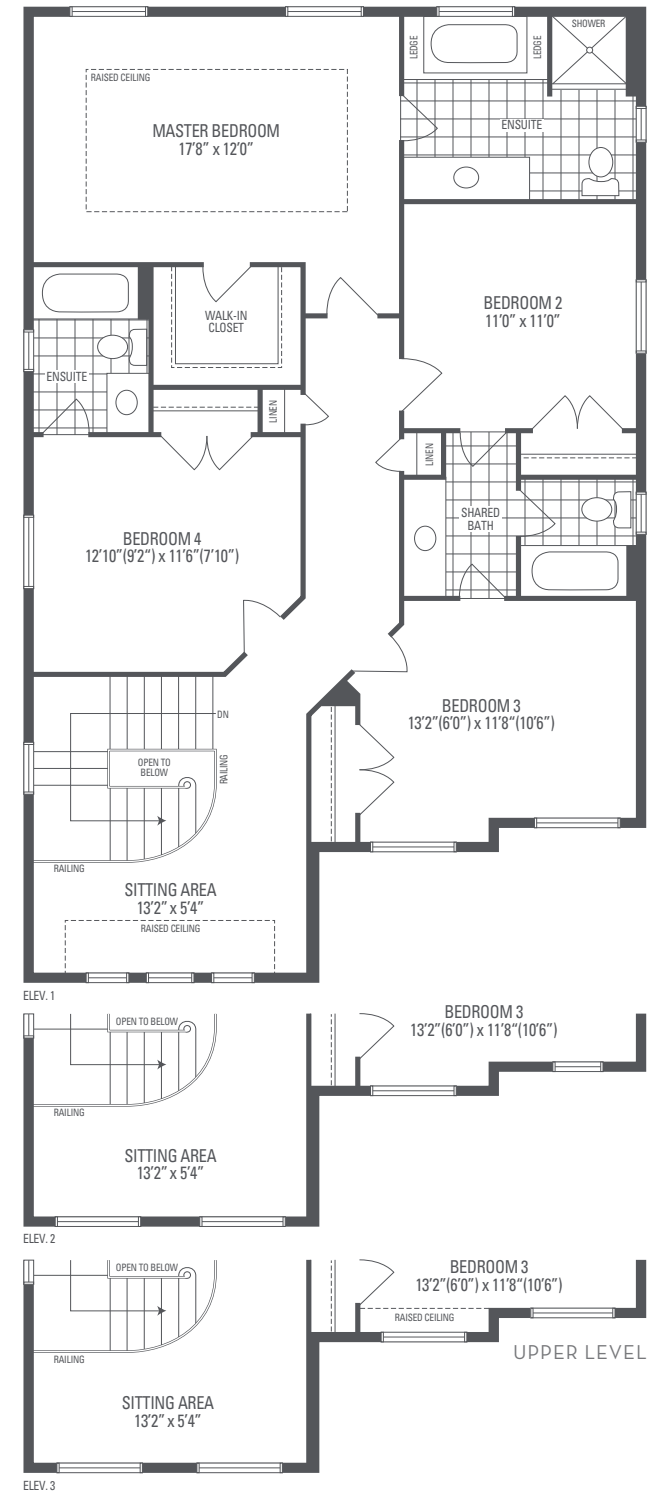 LEDGE
LEDGE
SHOWER
RAISED CEILING
MASTER BEDROOM
17'8" x 12'0"
ENSUITE
WALK-IN
CLOSET
BEDROOM 2
11'0" x 11'0"
ENSUITE
LINEN
LINEN
SHARED
BATH
BEDROOM 4
12'10"(9'2") x 11'6"(7'10")
BEDROOM 3
13'2"(6'0") x 11'8"(10'6")
DN
OPEN TO
BELOW
RAILING
RAILING
SITTING AREA
13'2" x 5'4"
RAISED CEILING
ELEV. 1
OPEN TO BELOW
BEDROOM 3
13'2"(6'0") x 11'8"(10'6")
RAILING
SITTING AREA
13'2" x 5'4"
ELEV. 2
OPEN TO BELOW
BEDROOM 3
13'2"(6'0") x 11'8"(10'6")
RAISED CEILING
RAILING
UPPER LEVEL
SITTING AREA
13'2" x 5'4"
ELEV. 3